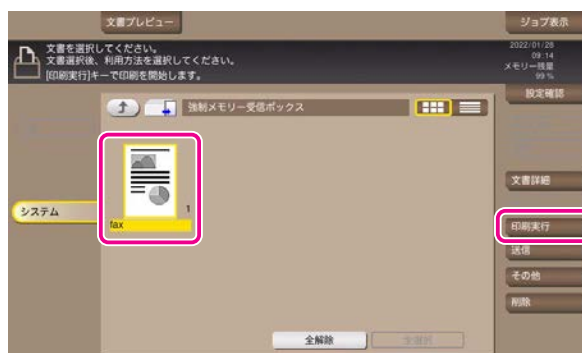 文書プレビュー
ジョブ表示
文書を選択してください。
文書選択後、利用方法を選択してください。
[印刷実行]キーで印刷を開始します。
2022/01/28
09:14
メモリー残量
99 %
設定確認
強制メモリー受信ボックス
文書詳細
システム
1
fax
印刷実行
送信
その他
削除
全解除
全選択